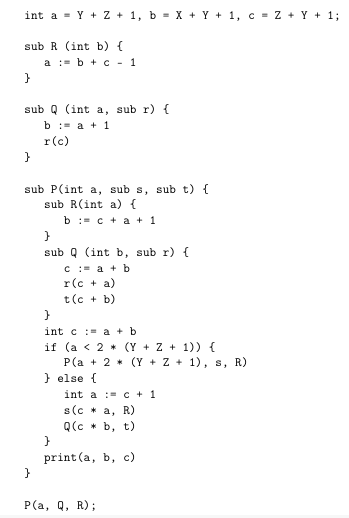 int a = Y + Z + 1, b = X + Y + 1, c = Z + Y + 1;
sub R (int b) {
a := b + c - 1
}
sub Q (int a, sub r) {
b := a + 1
r(c)
}
sub P(int a, sub s, sub t) {
sub R(int a) {
b := c + a + 1
}
sub Q (int b, sub r) {
c := a + b
r(c + a)
t(c + b)
}
int c := a + b
if (a < 2 * (Y + Z + 1)) {
P(a + 2 * (Y + Z + 1), s, R)
} else {
int a := c + 1
s(c * a, R)
Q(c * b, t)
}
print(a, b, c)
}
P(a, Q, R);